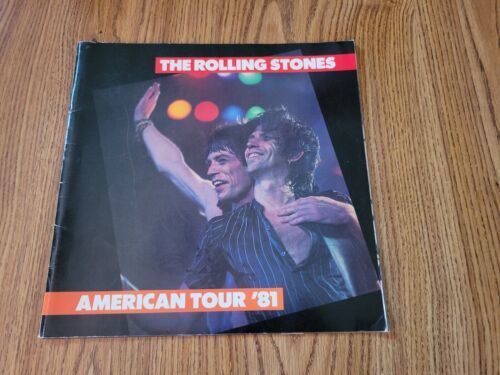 THE ROLLING STONES
AMERICAN TOUR '81